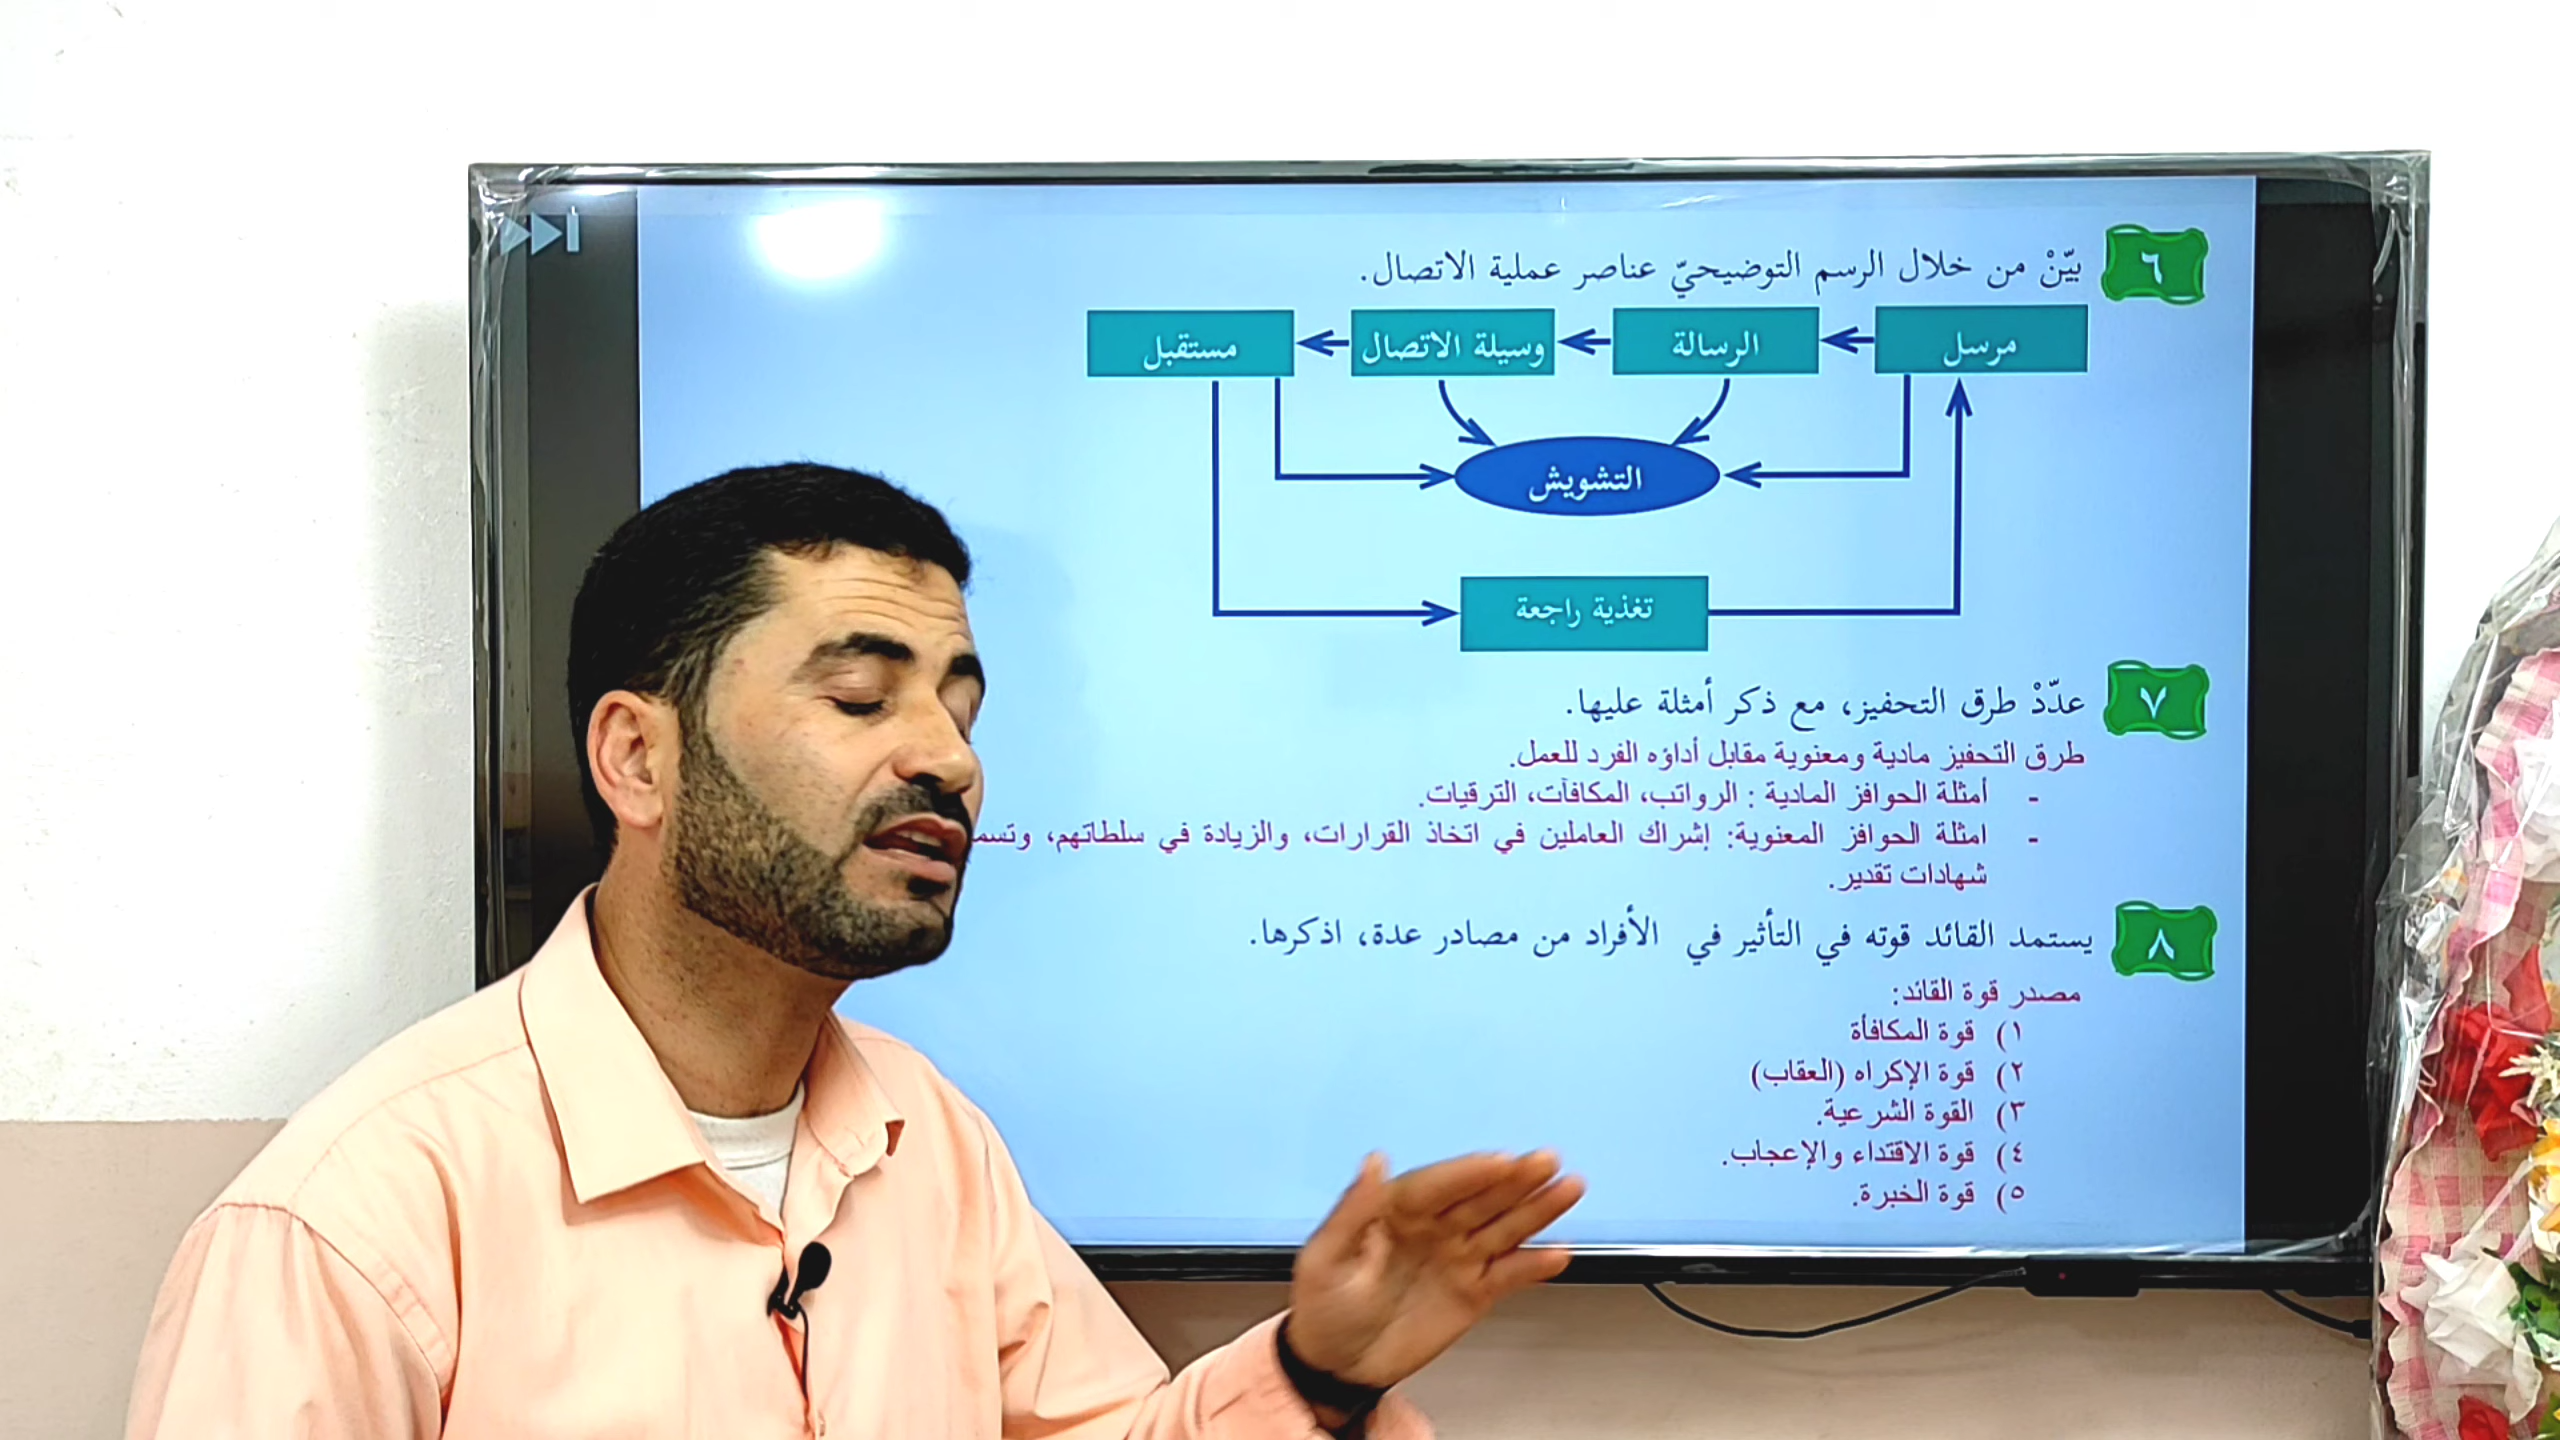 ٦ بيّنْ من خلال الرسم التوضيحيّ عناصر عملية الاتصال.
مرسل الرسالة وسيلة الاتصال مستقبل
التشويش
تغذية راجعة
٧ عدّدْ طرق التحفيز، مع ذكر أمثلة عليها.
طرق التحفيز مادية ومعنوية مقابل أداؤه الفرد للعمل.
- أمثلة الحوافز المادية : الرواتب، المكافآت، الترقيات.
- امثلة الحوافز المعنوية: إشراك العاملين في اتخاذ القرارات، والزيادة في سلطاتهم،
شهادات تقدير.
٨ يستمد القائد قوته في التأثير في الأفراد من مصادر عدة، اذكرها.
مصدر قوة القائد:
١) قوة المكافأة
٢) قوة الإكراه (العقاب)
٣) القوة الشرعية.
٤) قوة الاقتداء والإعجاب.
٥) قوة الخبرة.